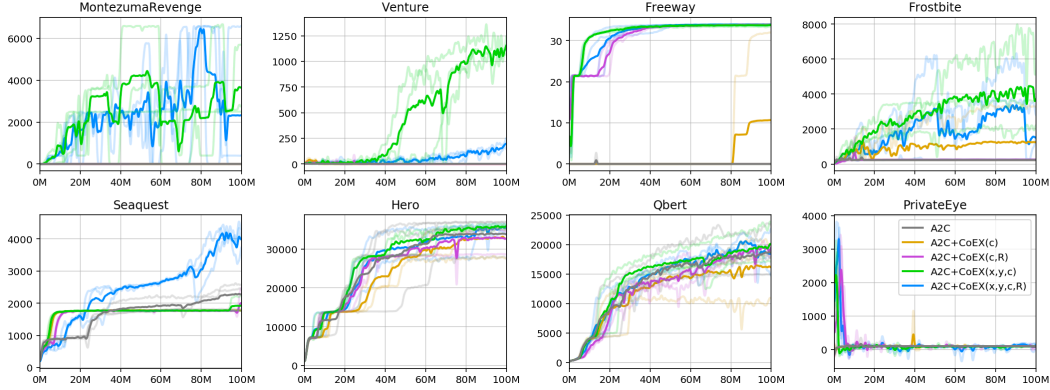 MontezumaRevenge
6000
4000
2000
0
0M 20M 40M 60M 80M 100M
Venture
1250
1000
750
500
250
0
0M 20M 40M 60M 80M 100M
Freeway
30
20
10
0
0M 20M 40M 60M 80M 100M
Frostbite
8000
6000
4000
2000
0
0M 20M 40M 60M 80M 100M
Seaquest
4000
3000
2000
1000
0
0M 20M 40M 60M 80M 100M
Hero
30000
20000
10000
0
0M 20M 40M 60M 80M 100M
Qbert
25000
20000
15000
10000
5000
0
0M 20M 40M 60M 80M 100M
PrivateEye
4000
3000
2000
1000
0
0M 20M 40M 60M 80M 100M
A2C
A2C+CoEX(c)
A2C+CoEX(c,R)
A2C+CoEX(x,y,c)
A2C+CoEX(x,y,c,R)